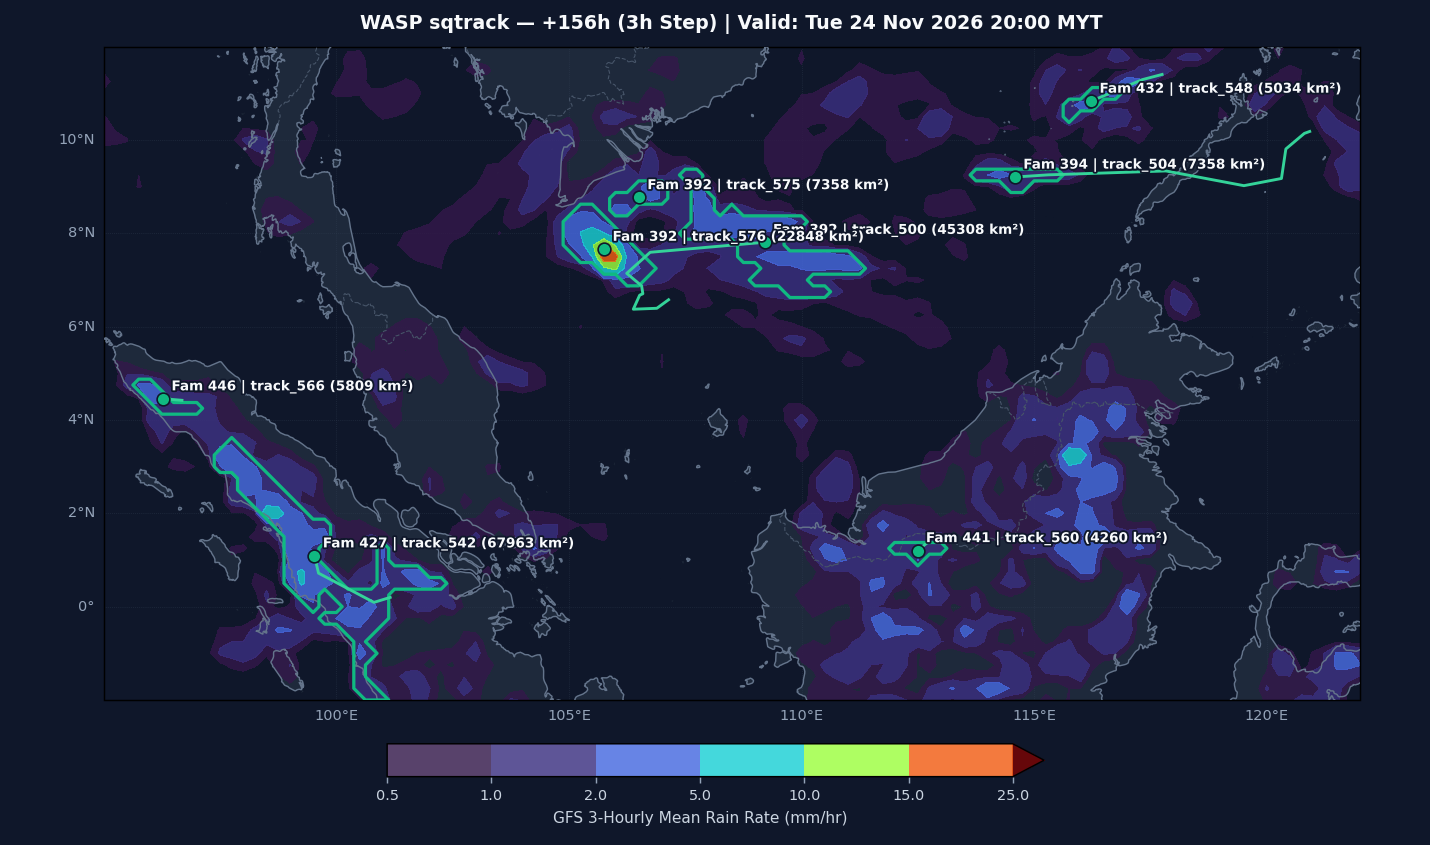 WASP sqtrack — +156h (3h Step) | Valid: Tue 24 Nov 2026 20:00 MYT
Fam 432 | track_548 (5034 km²)
10°N
Fam 394 | track_504 (7358 km²)
Fam 392 | track_575 (7358 km²)
8°N
Fam 392 | track_500 (45308 km²)
Fam 392 | track_576 (22848 km²)
6°N
Fam 446 | track_566 (5809 km²)
4°N
2°N
Fam 441 | track_560 (4260 km²)
Fam 427 | track_542 (67963 km²)
0°
100°E 105°E 110°E 115°E 120°E
0.5 1.0 2.0 5.0 10.0 15.0 25.0
GFS 3-Hourly Mean Rain Rate (mm/hr)